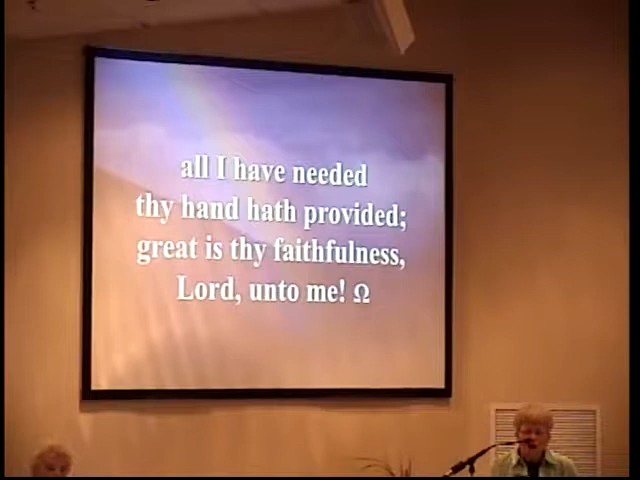 all I have needed
thy hand hath provided;
great is thy faithfulness,
Lord, unto me! Ω